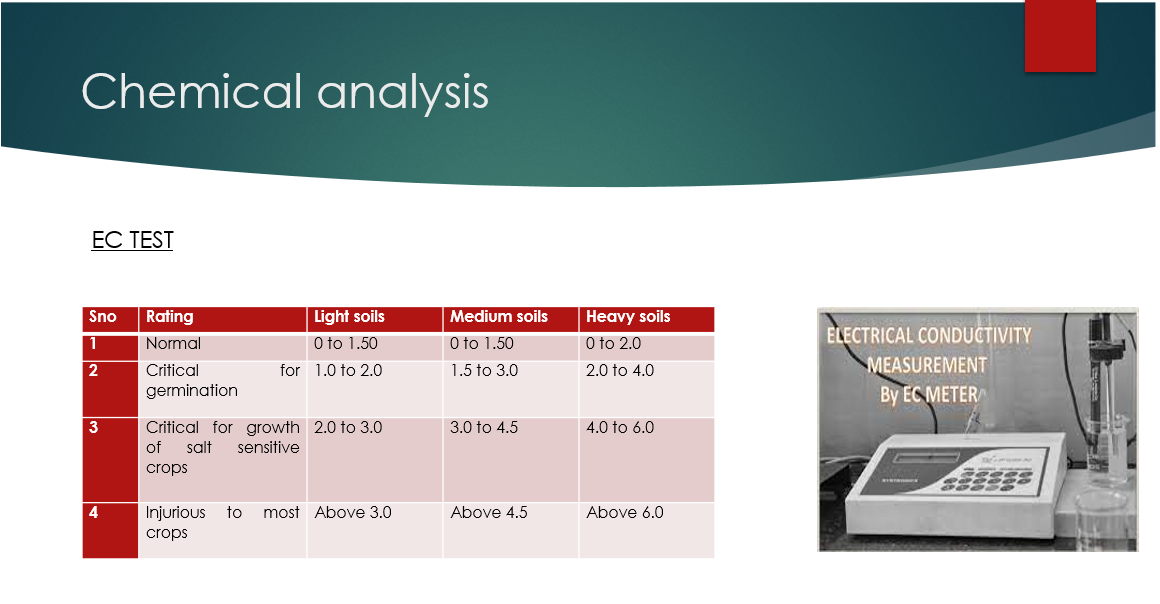 Chemical analysis
EC TEST
Sno Rating Light soils Medium soils Heavy soils
1 Normal 0 to 1.50 0 to 1.50 0 to 2.0
2 Critical for 1.0 to 2.0 1.5 to 3.0 2.0 to 4.0
germination
3 Critical for growth 2.0 to 3.0 3.0 to 4.5 4.0 to 6.0
of salt sensitive
crops
4 Injurious to most Above 3.0 Above 4.5 Above 6.0
crops
ELECTRICAL CONDUCTIVITY
MEASUREMENT
By EC METER